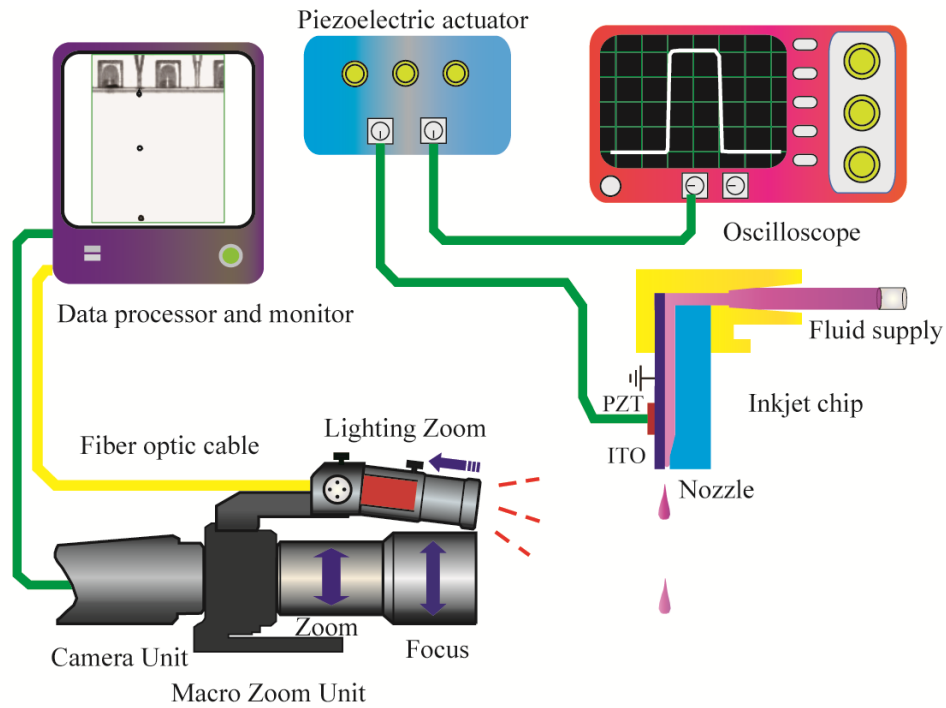 Piezoelectric actuator
Oscilloscope
Data processor and monitor
Fluid supply
PZT
Inkjet chip
ITO
Fiber optic cable
Lighting Zoom
Nozzle
Zoom
Focus
Camera Unit
Macro Zoom Unit